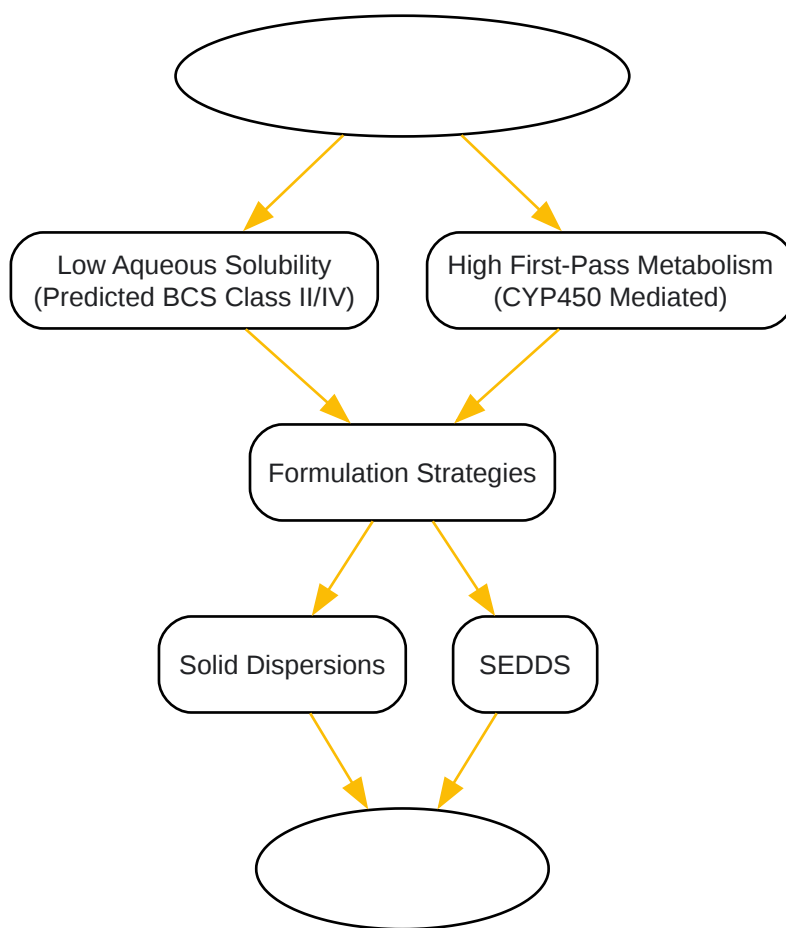 Low Aqueous Solubility
(Predicted BCS Class II/IV)
High First-Pass Metabolism
(CYP450 Mediated)
Formulation Strategies
Solid Dispersions
SEDDS